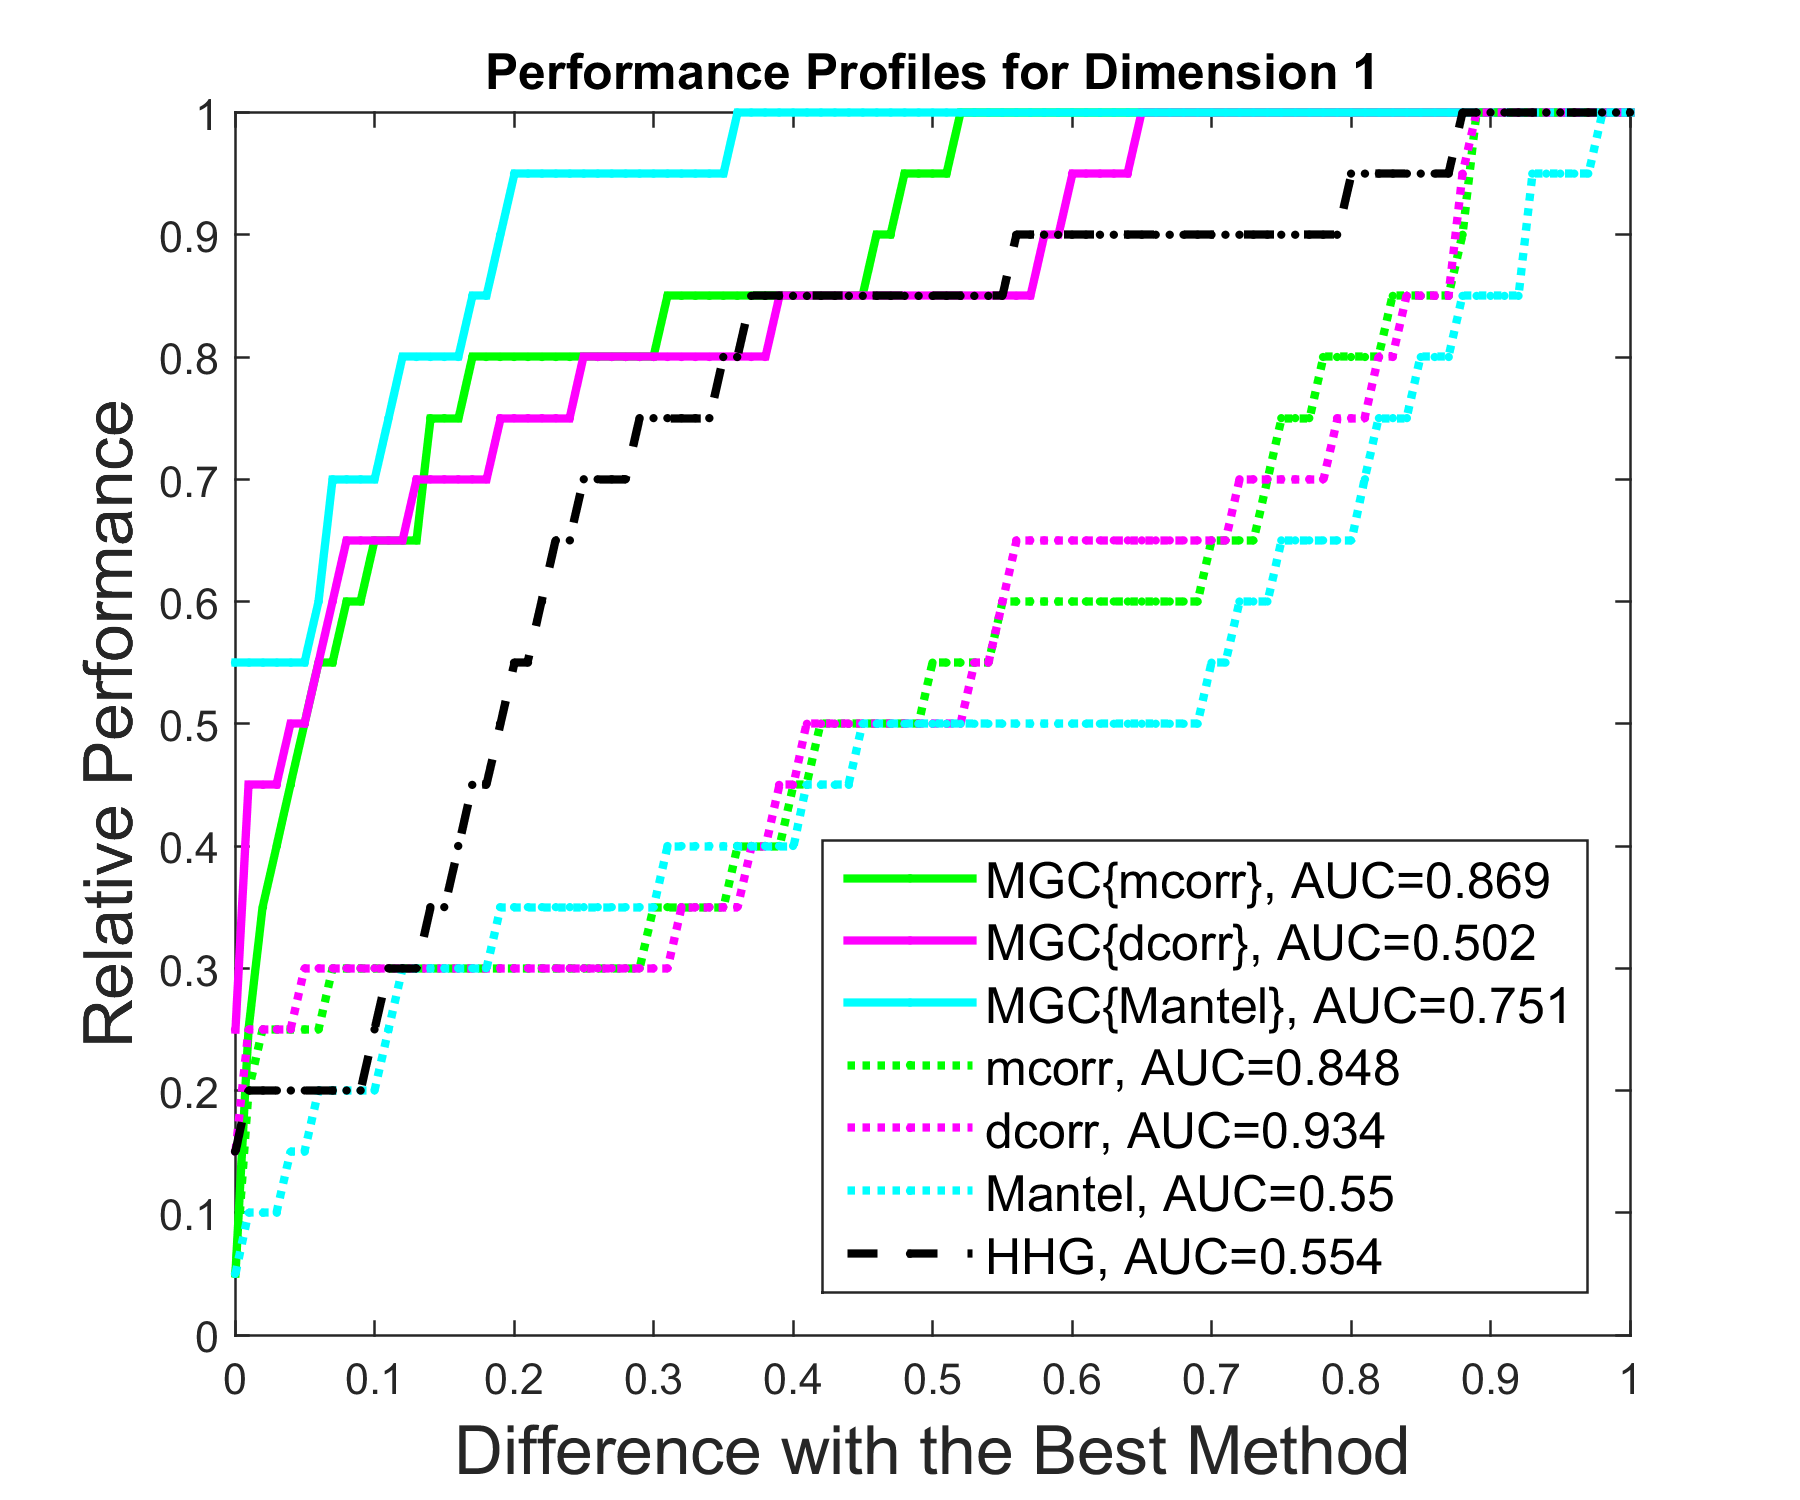 Performance Profiles for Dimension 1
1
0.9
0.8
0.7
0.6
0.5
0.4
0.3
0.2
0.1
0
Relative Performance
MGC{mcorr}, AUC=0.869
MGC{dcorr}, AUC=0.502
MGC{Mantel}, AUC=0.751
mcorr, AUC=0.848
dcorr, AUC=0.934
Mantel, AUC=0.55
HHG, AUC=0.554
0 0.1 0.2 0.3 0.4 0.5 0.6 0.7 0.8 0.9 1
Difference with the Best Method